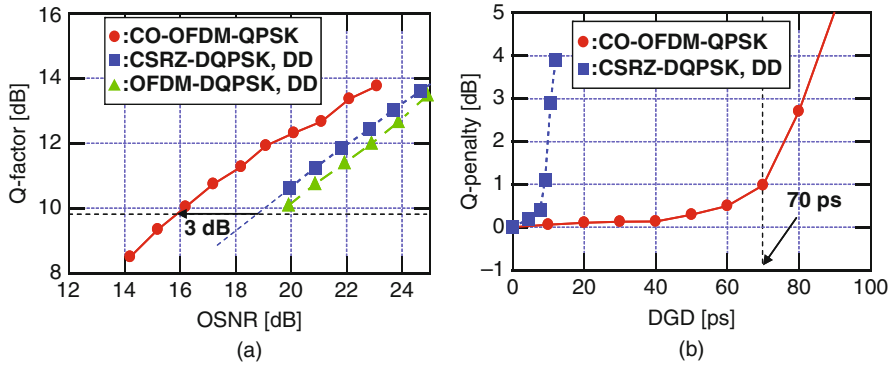 :CO-OFDM-QPSK
:CSRZ-DQPSK, DD
:OFDM-DQPSK, DD
16
14
12
10
8
Q-factor [dB]
3 dB
12 14 16 18 20 22 24
OSNR [dB]
(a)
:CO-OFDM-QPSK
:CSRZ-DQPSK, DD
5
4
3
2
1
0
−1
Q-penalty [dB]
70 ps
0 20 40 60 80 100
DGD [ps]
(b)